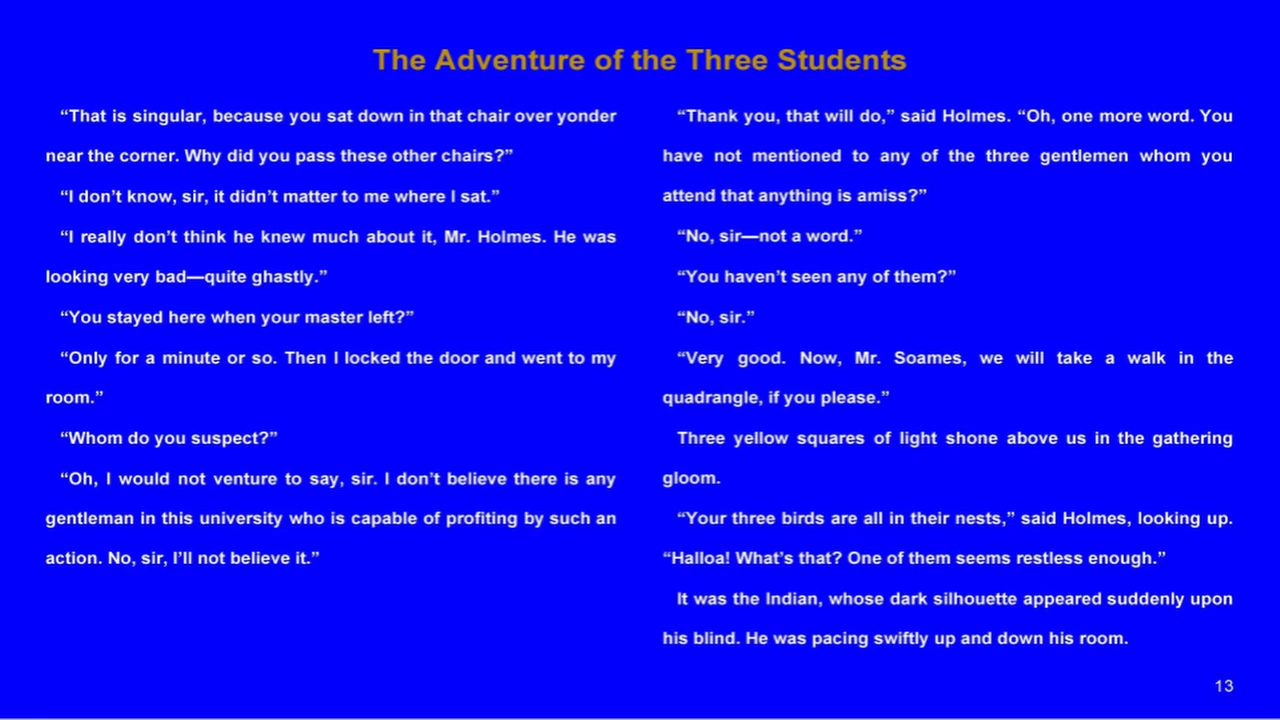 The Adventure of the Three Students
“That is singular, because you sat down in that chair over yonder
near the corner. Why did you pass these other chairs?”
“I don’t know, sir, it didn’t matter to me where I sat.”
“I really don’t think he knew much about it, Mr. Holmes. He was
looking very bad—quite ghastly.”
“You stayed here when your master left?”
“Only for a minute or so. Then I locked the door and went to my
room.”
“Whom do you suspect?”
“Oh, I would not venture to say, sir. I don’t believe there is any
gentleman in this university who is capable of profiting by such an
action. No, sir, I’ll not believe it.”
“Thank you, that will do,” said Holmes. “Oh, one more word. You
have not mentioned to any of the three gentlemen whom you
attend that anything is amiss?”
“No, sir—not a word.”
“You haven’t seen any of them?”
“No, sir.”
“Very good. Now, Mr. Soames, we will take a walk in the
quadrangle, if you please.”
Three yellow squares of light shone above us in the gathering
gloom.
“Your three birds are all in their nests,” said Holmes, looking up.
“Halloa! What’s that? One of them seems restless enough.”
It was the Indian, whose dark silhouette appeared suddenly upon
his blind. He was pacing swiftly up and down his room.
13